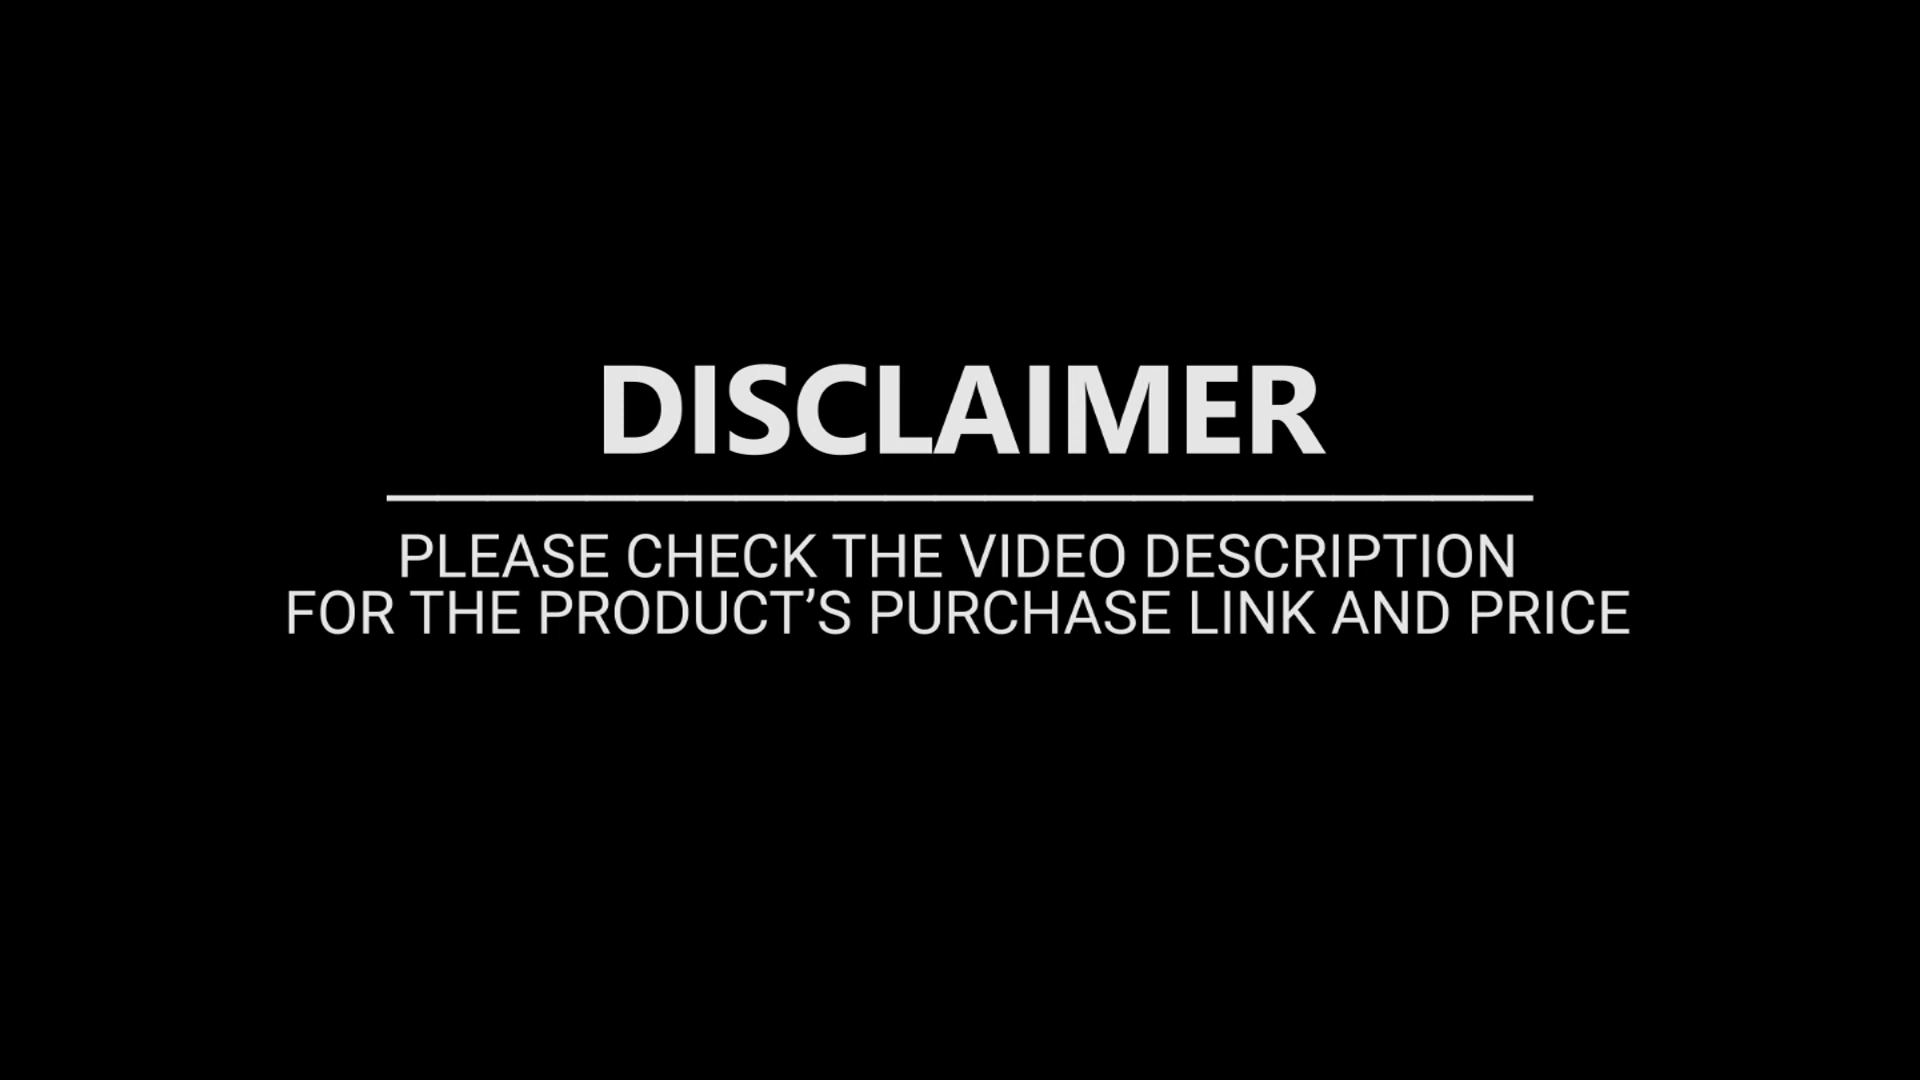 DISCLAIMER
PLEASE CHECK THE VIDEO DESCRIPTION
FOR THE PRODUCT’S PURCHASE LINK AND PRICE